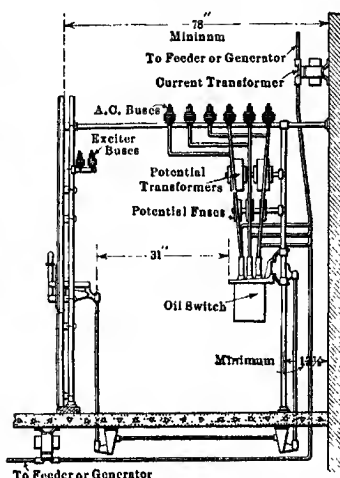 78"
Minimum
To Feeder or Generator
Current Transformer
A.C. Buses
Exciter
Buses
Potential
Transformers
Potential Fuses
31"
Oil Switch
Minimum
To Feeder or Generator